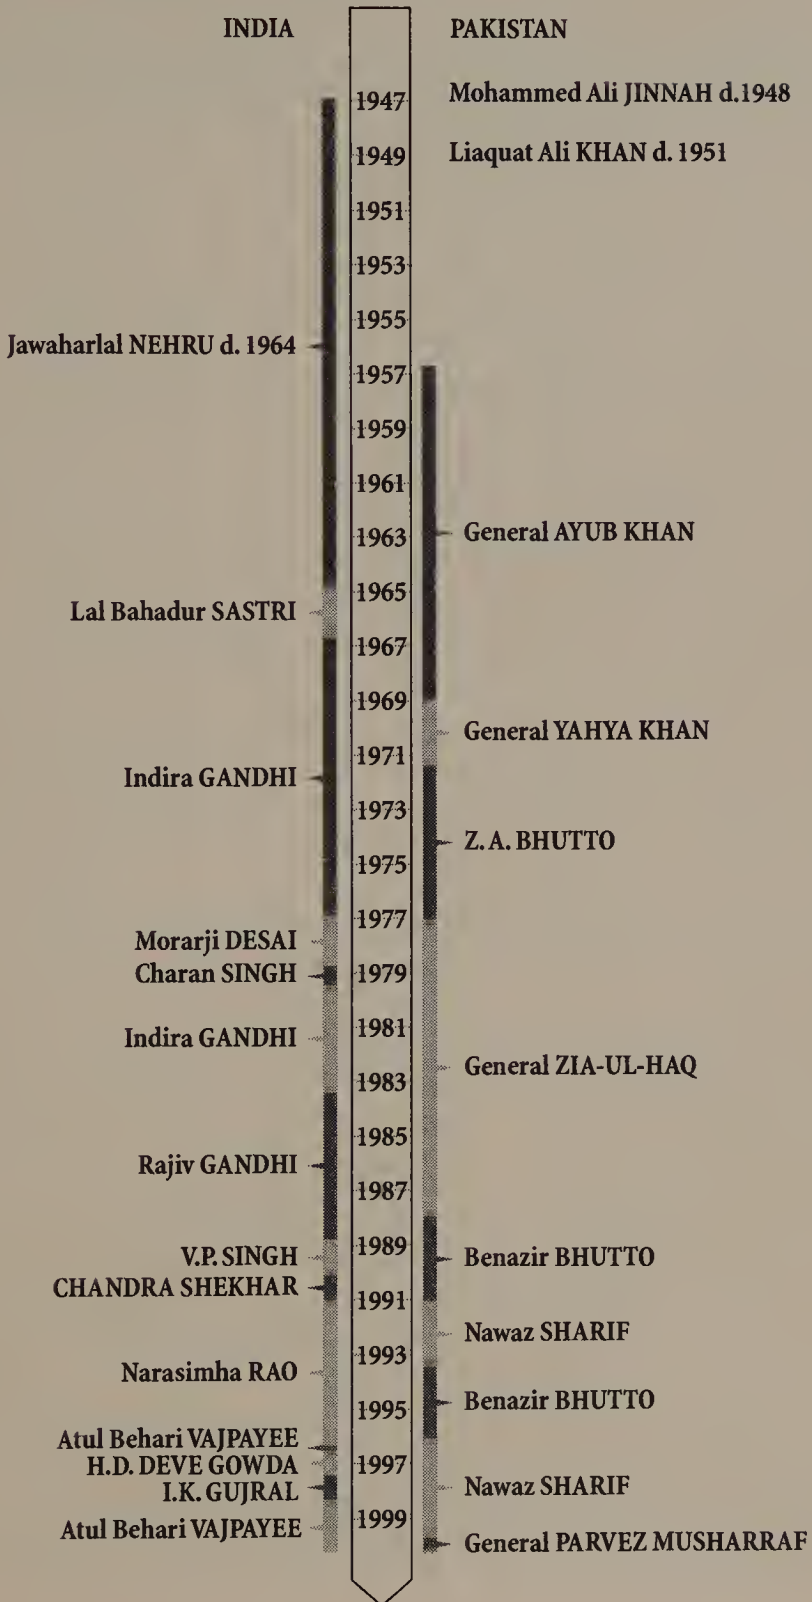 INDIA PAKISTAN
1947 Mohammed Ali JINNAH d.1948
1949 Liaquat Ali KHAN d. 1951
1951
1953
1955
Jawaharlal NEHRU d. 1964
1957
1959
1961
1963 General AYUB KHAN
1965
Lal Bahadur SASTRI
1967
1969
General YAHYA KHAN
1971
Indira GANDHI
1973
Z. A. BHUTTO
1975
1977
Morarji DESAI
Charan SINGH 1979
1981
Indira GANDHI
General ZIA-UL-HAQ
1983
1985
Rajiv GANDHI
1987
1989
V.P. SINGH Benazir BHUTTO
CHANDRA SHEKHAR
1991
Nawaz SHARIF
1993
Narasimha RAO
Benazir BHUTTO
1995
Atul Behari VAJPAYEE
H.D. DEVE GOWDA 1997
I.K. GUJRAL Nawaz SHARIF
1999
Atul Behari VAJPAYEE
General PARVEZ MUSHARRAF